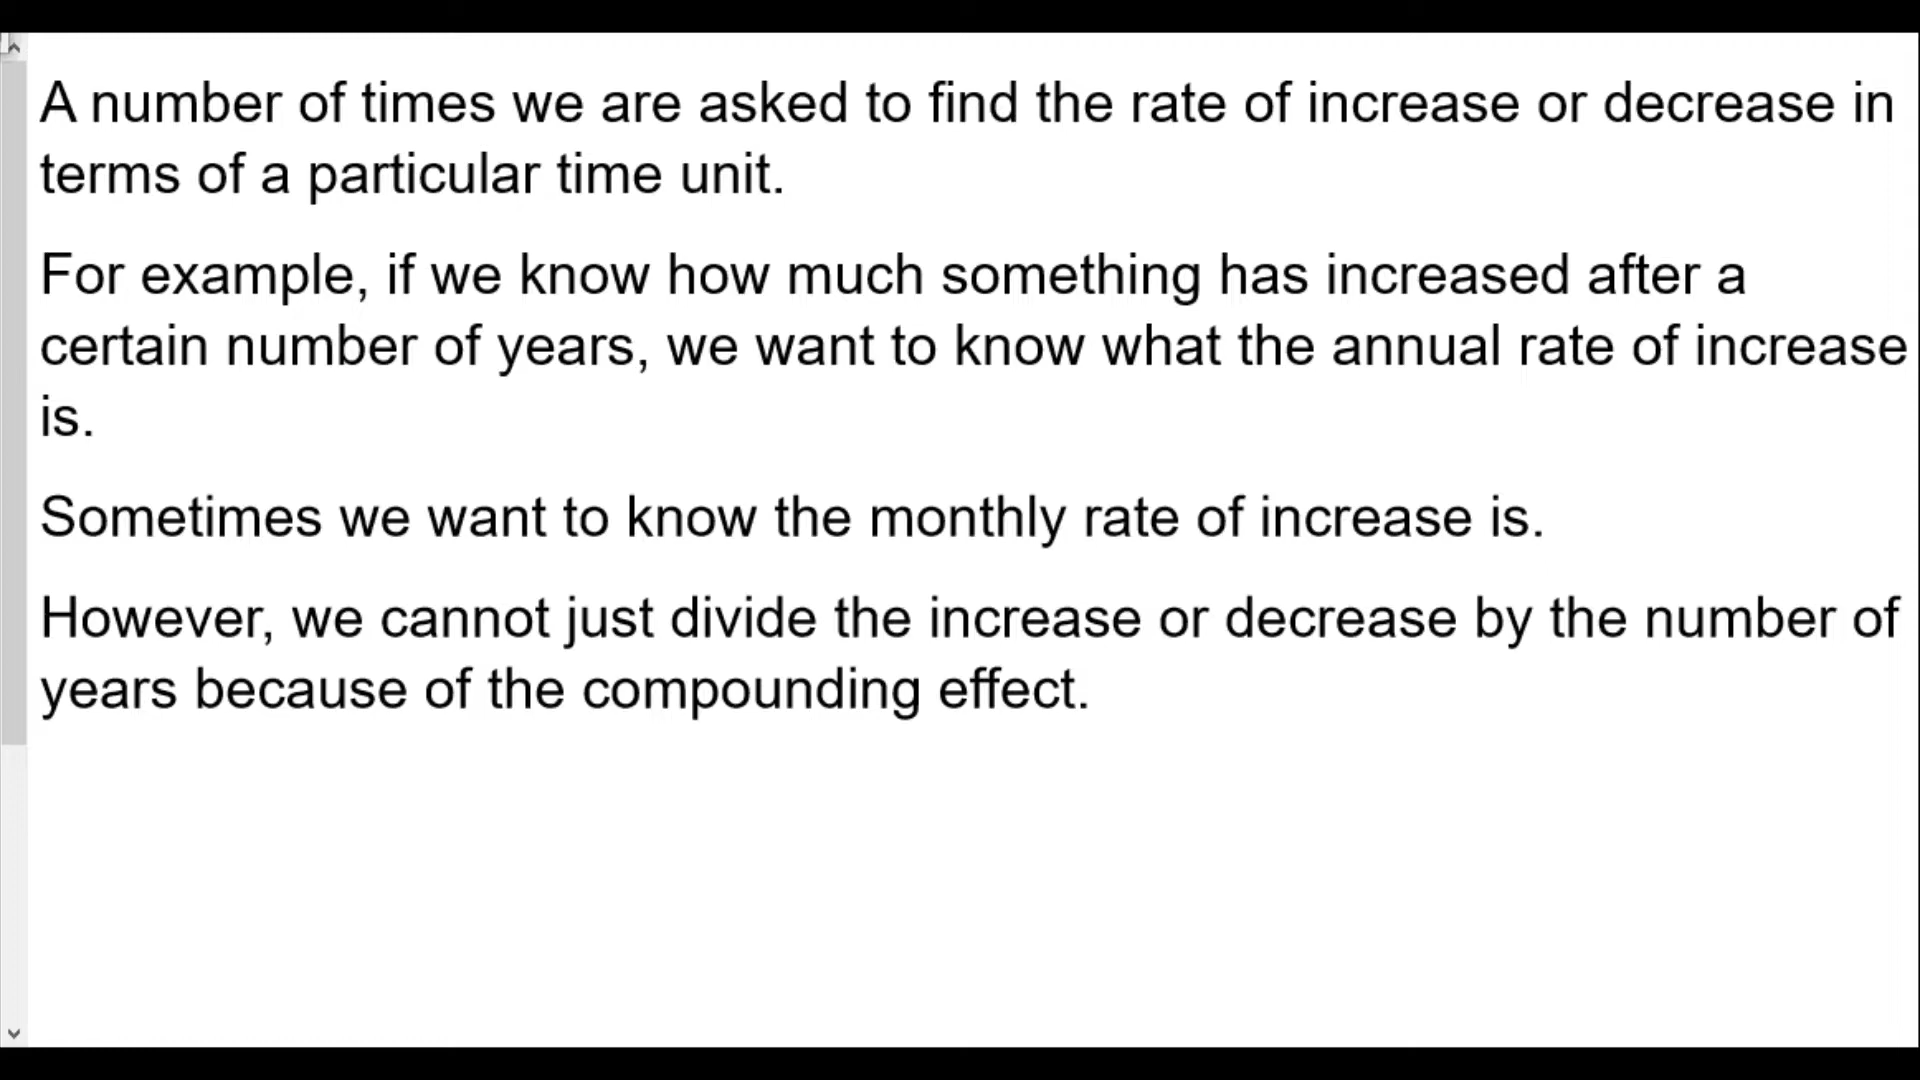 A number of times we are asked to find the rate of increase or decrease in
terms of a particular time unit.
For example, if we know how much something has increased after a
certain number of years, we want to know what the annual rate of increase
is.
Sometimes we want to know the monthly rate of increase is.
However, we cannot just divide the increase or decrease by the number of
years because of the compounding effect.